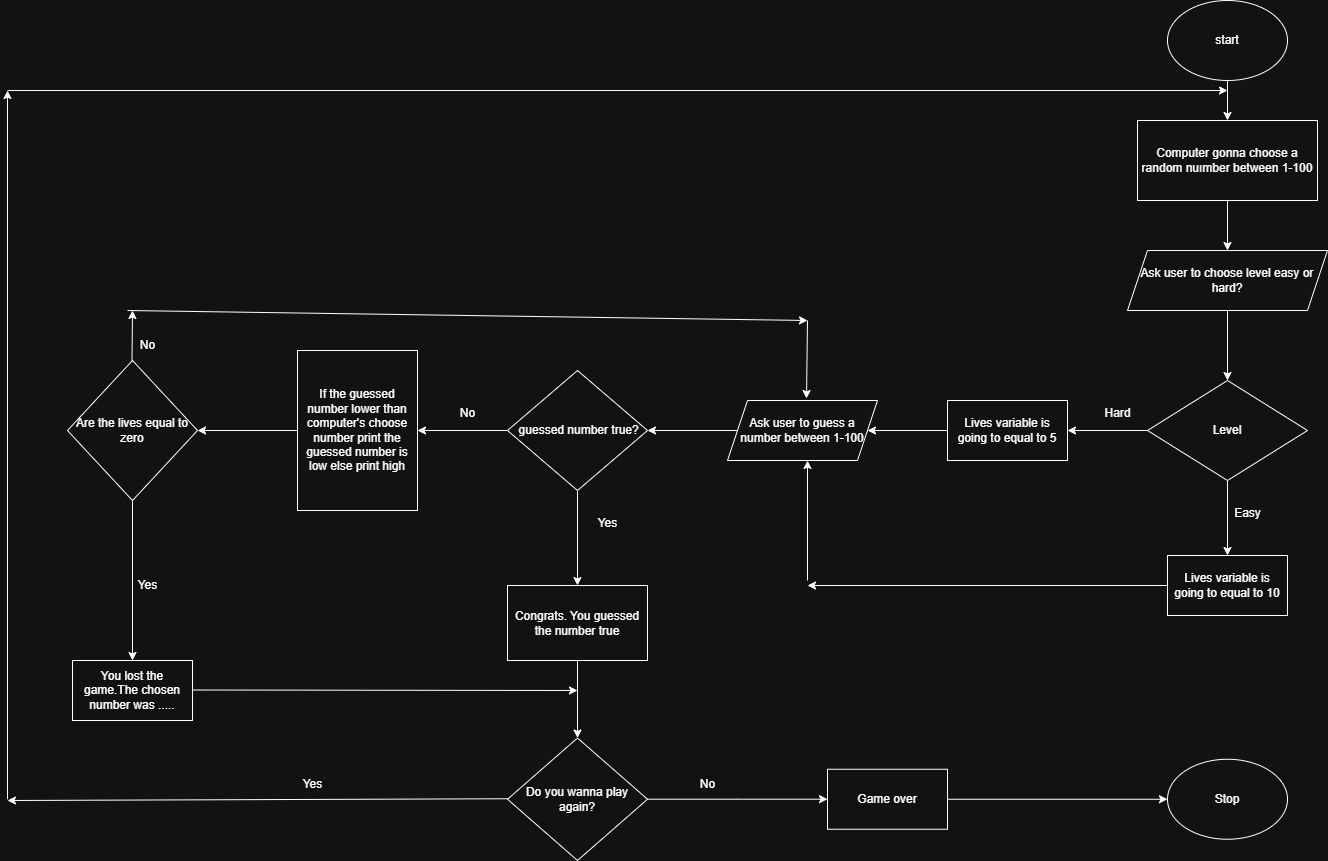 start
Computer gonna choose a
random nuımber between 1-100
Ask user to choose level easy or
hard?
Level
Hard
Easy
Lives variable is
going to equal to 5
Lives variable is
going to equal to 10
Ask user to guess a
number between 1-100
guessed number true?
No
Yes
If the guessed
number lower than
computer's choose
number print the
guessed number is
low else print high
Are the lives equal to
zero
No
Yes
You lost the
game.The chosen
number was .....
Congrats. You guessed
the number true
Do you wanna play
again?
Yes
No
Game over
Stop